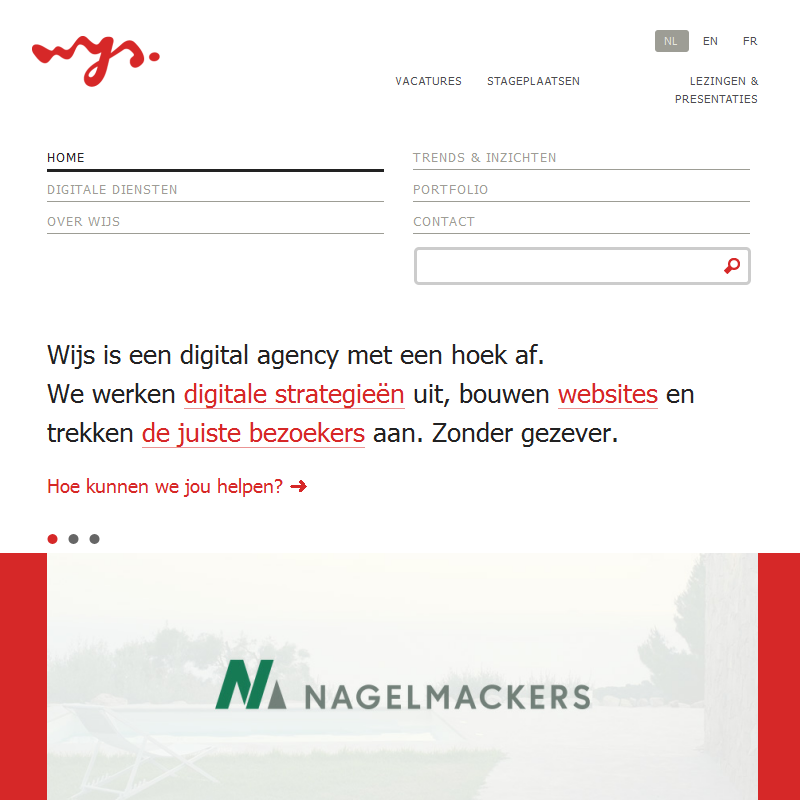 wijs.
NL EN FR
VACATURES STAGEPLAATSEN LEZINGEN &
PRESENTATIES
HOME
TRENDS & INZICHTEN
DIGITALE DIENSTEN
PORTFOLIO
OVER WIJS
CONTACT
Wijs is een digital agency met een hoek af.
We werken digitale strategieën uit, bouwen websites en
trekken de juiste bezoekers aan. Zonder gezever.
Hoe kunnen we jou helpen? ➔
NAGELMACKERS